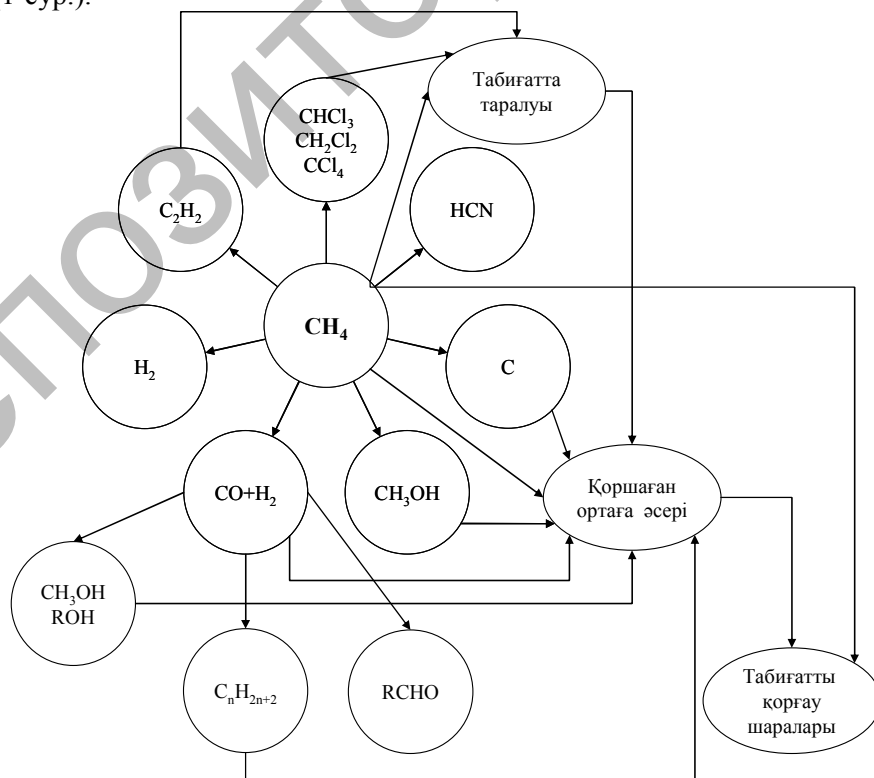 (1-сур.).
Табиғатта
таралуы
CHCl₃
CH₂Cl₂
CCl₄
C₂H₂
HCN
CH₄
H₂
C
CO+H₂
CH₃OH
Қоршаған
ортаға әсері
CH₃OH
ROH
CₙH₂ₙ₊₂
RCHO
Табиғатты
қорғау
шаралары